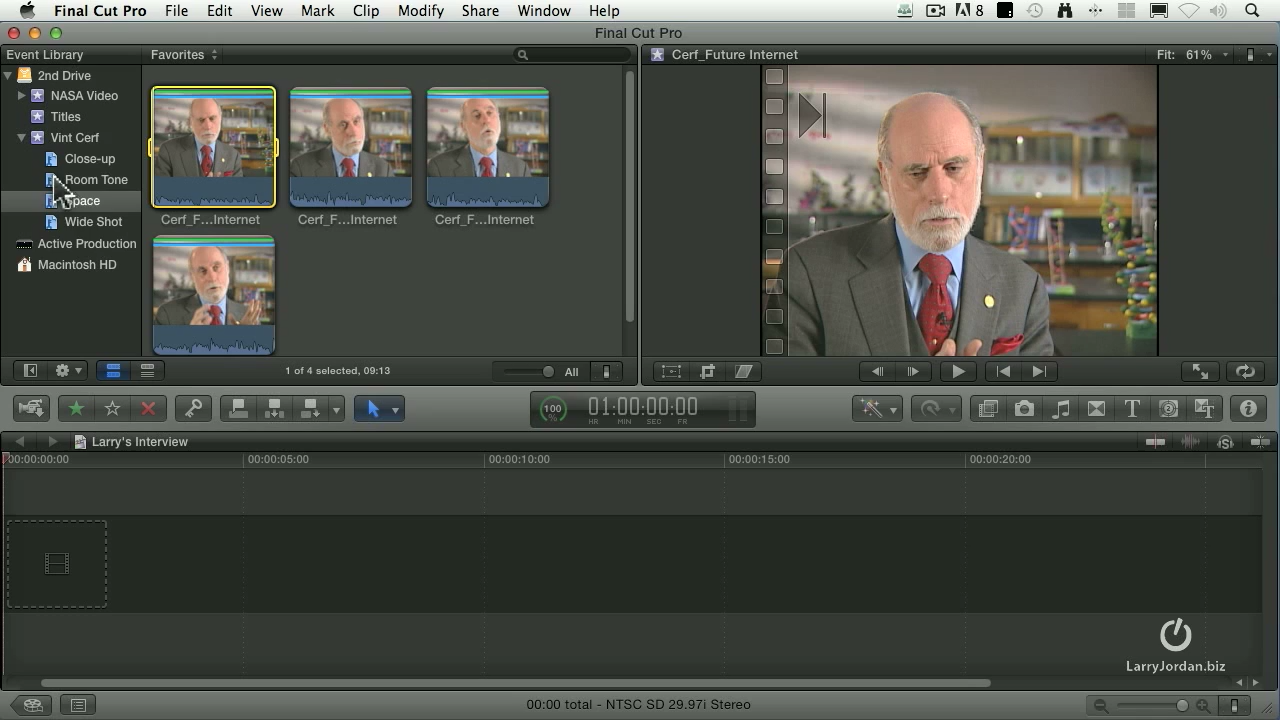 Final Cut Pro File Edit View Mark Clip Modify Share Window Help 8
Final Cut Pro
Event Library
Favorites
Cerf_Future Internet
Fit: 61%
2nd Drive
NASA Video
Titles
Vint Cerf
Close-up
Room Tone
Space
Wide Shot
Active Production
Macintosh HD
Cerf_F...Internet
Cerf_F...Internet
Cerf_F...Internet
1 of 4 selected, 09:13
All
100
%
01:00:00:00
HR MIN SEC FR
Larry's Interview
00:00:00:00
00:00:05:00
00:00:10:00
00:00:15:00
00:00:20:00
LarryJordan.biz
00:00 total - NTSC SD 29.97i Stereo